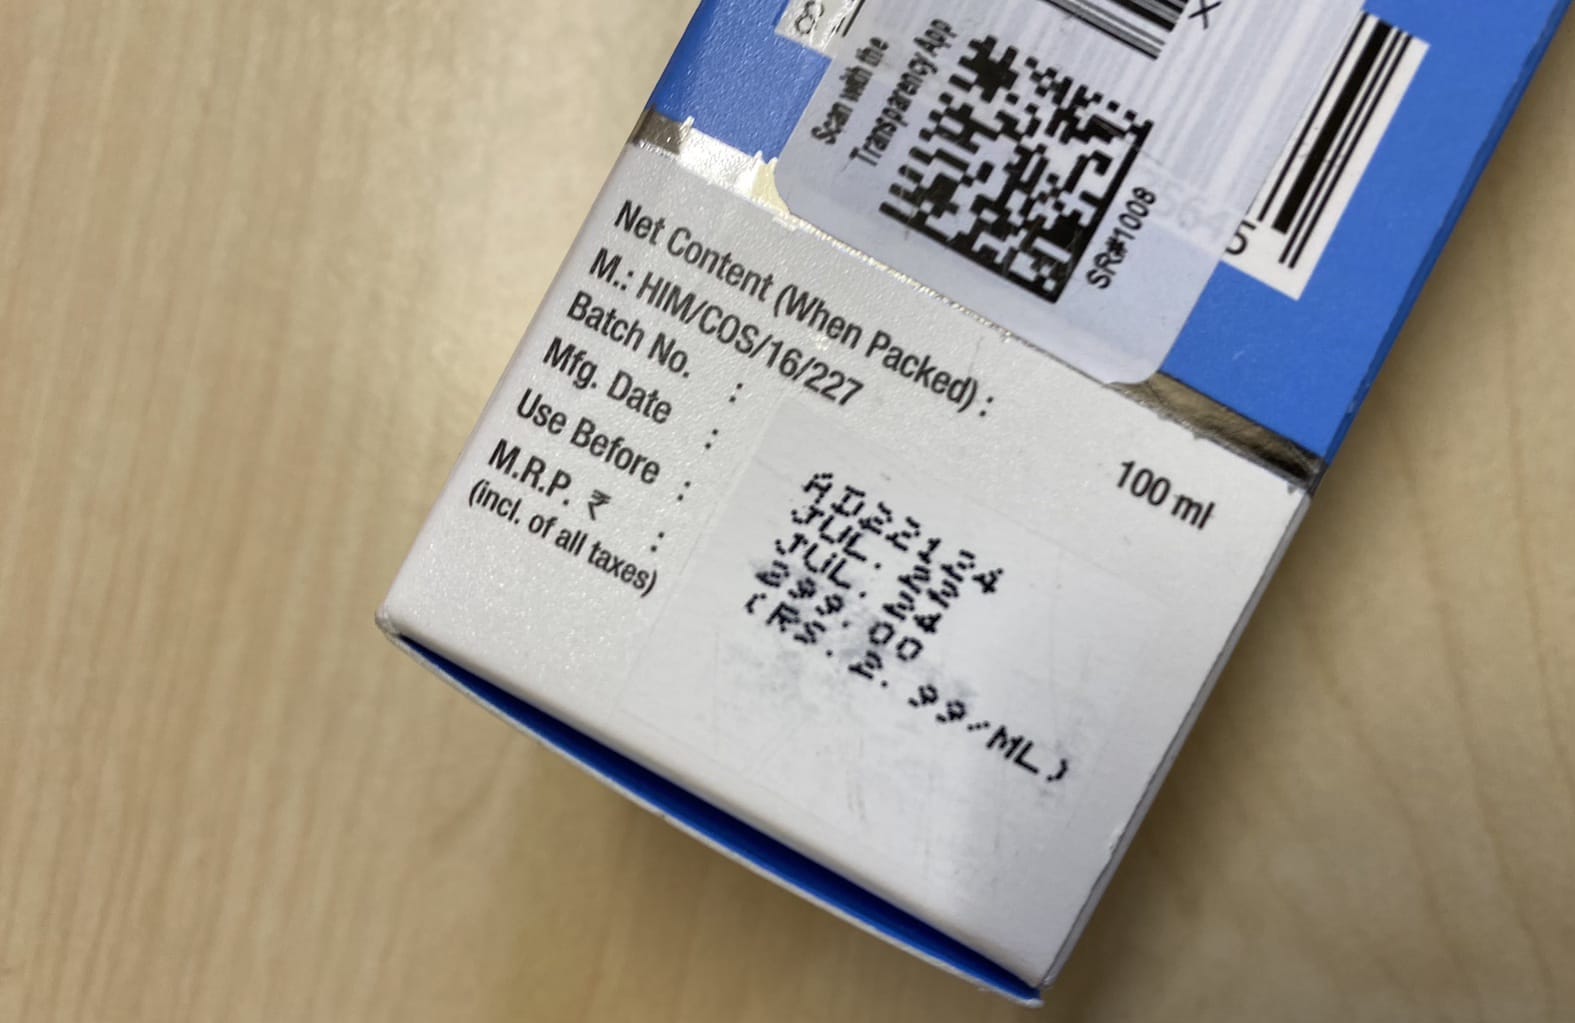 Scan with the
Transparency App
SR#1008
Net Content (When Packed) : 100 ml
M.: HIM/COS/16/227
Batch No. : AD22124
Mfg. Date : JUL. 22
Use Before : JUL. 24
M.R.P. ₹ : 299.00
(incl. of all taxes) (RS. 2. 99/ML)